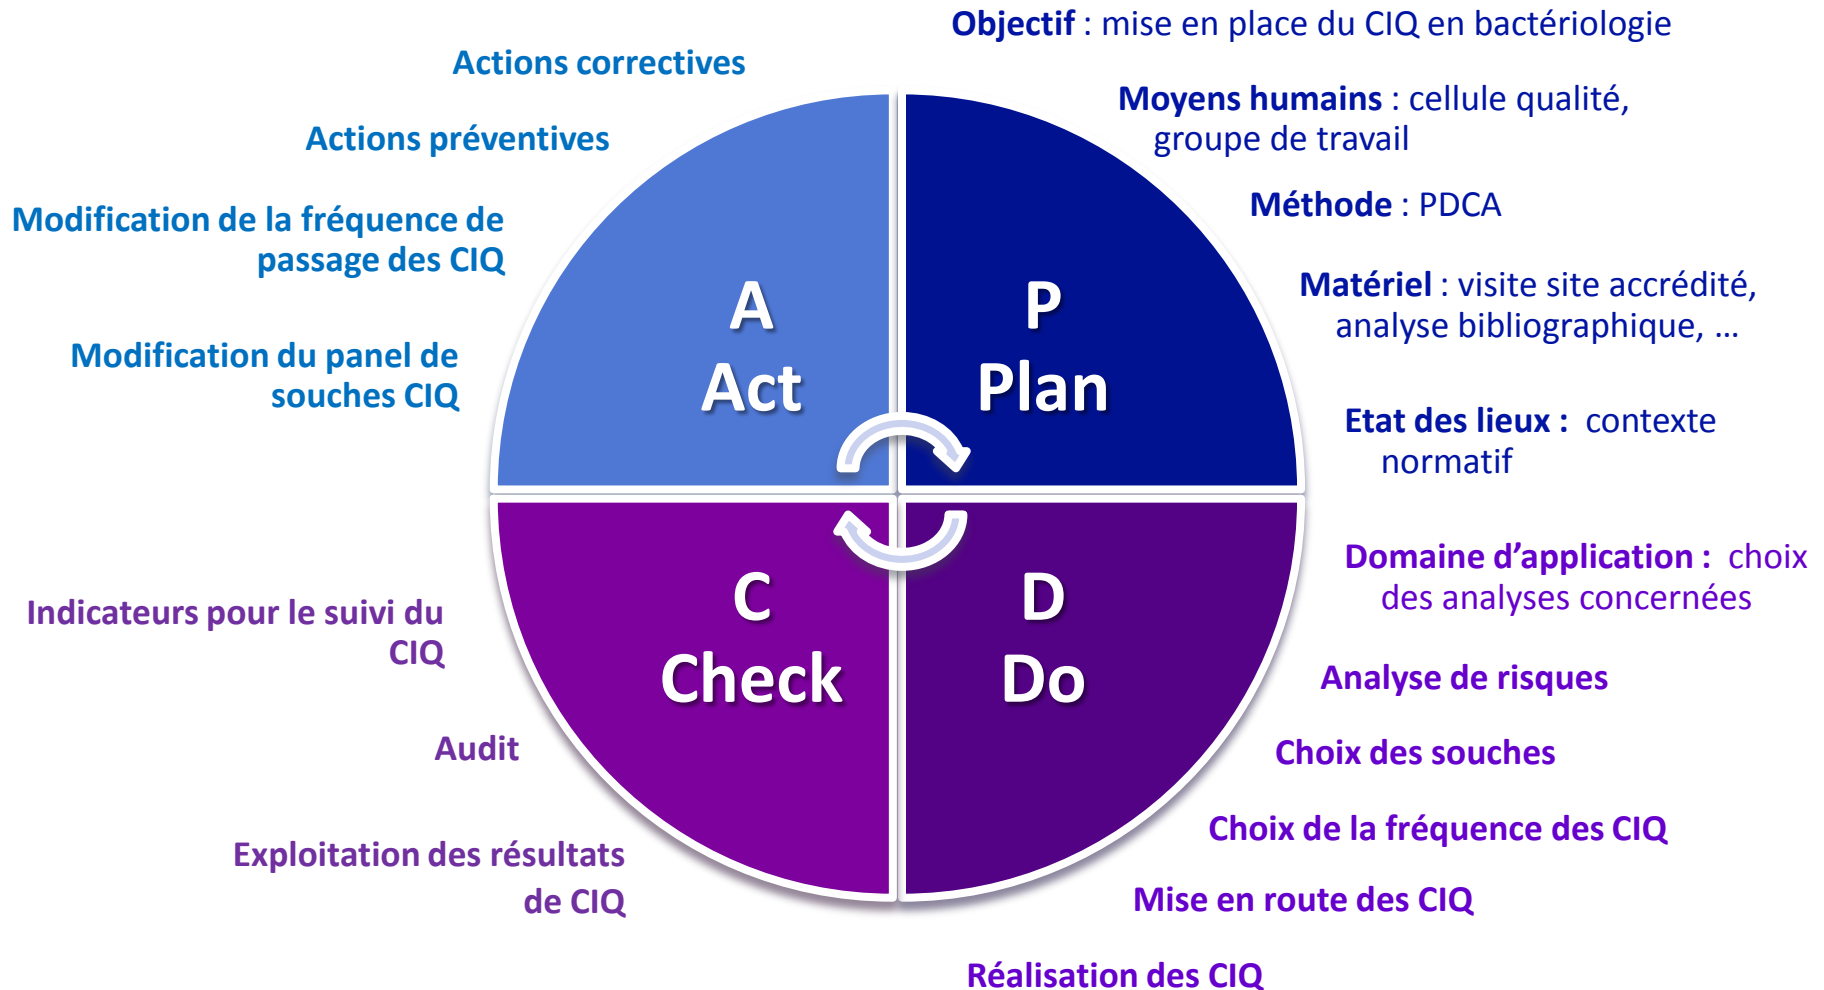 Objectif : mise en place du CIQ en bactériologie
Moyens humains : cellule qualité,
groupe de travail
Méthode : PDCA
Matériel : visite site accrédité,
analyse bibliographique, ...
Etat des lieux : contexte
normatif
P
Plan
Domaine d’application : choix
des analyses concernées
Analyse de risques
Choix des souches
Choix de la fréquence des CIQ
Mise en route des CIQ
Réalisation des CIQ
D
Do
Indicateurs pour le suivi du
CIQ
Audit
Exploitation des résultats
de CIQ
C
Check
Actions correctives
Actions préventives
Modification de la fréquence de
passage des CIQ
Modification du panel de
souches CIQ
A
Act